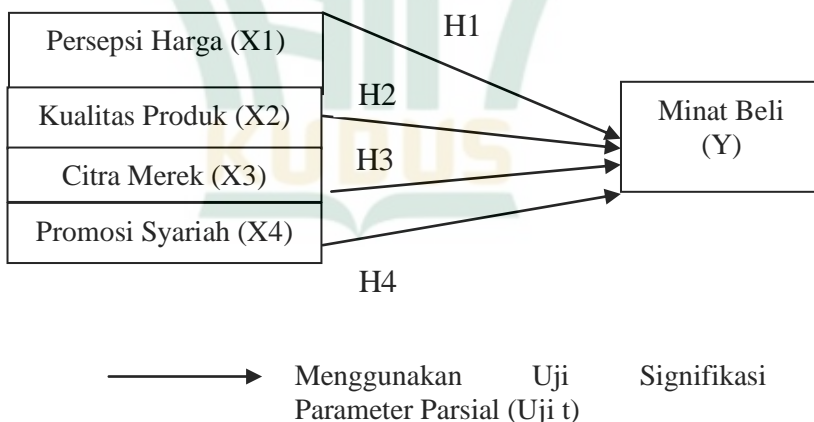 Persepsi Harga (X1)
H1
Kualitas Produk (X2)
H2
Minat Beli
(Y)
Citra Merek (X3)
H3
Promosi Syariah (X4)
H4
KUDUS
Menggunakan Uji Signifikasi
Parameter Parsial (Uji t)